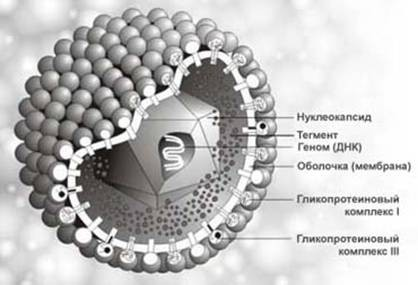 Нуклеокапсид
Тегмент
Геном (ДНК)
Оболочка (мембрана)
Гликопротеиновый
комплекс I
Гликопротеиновый
комплекс III